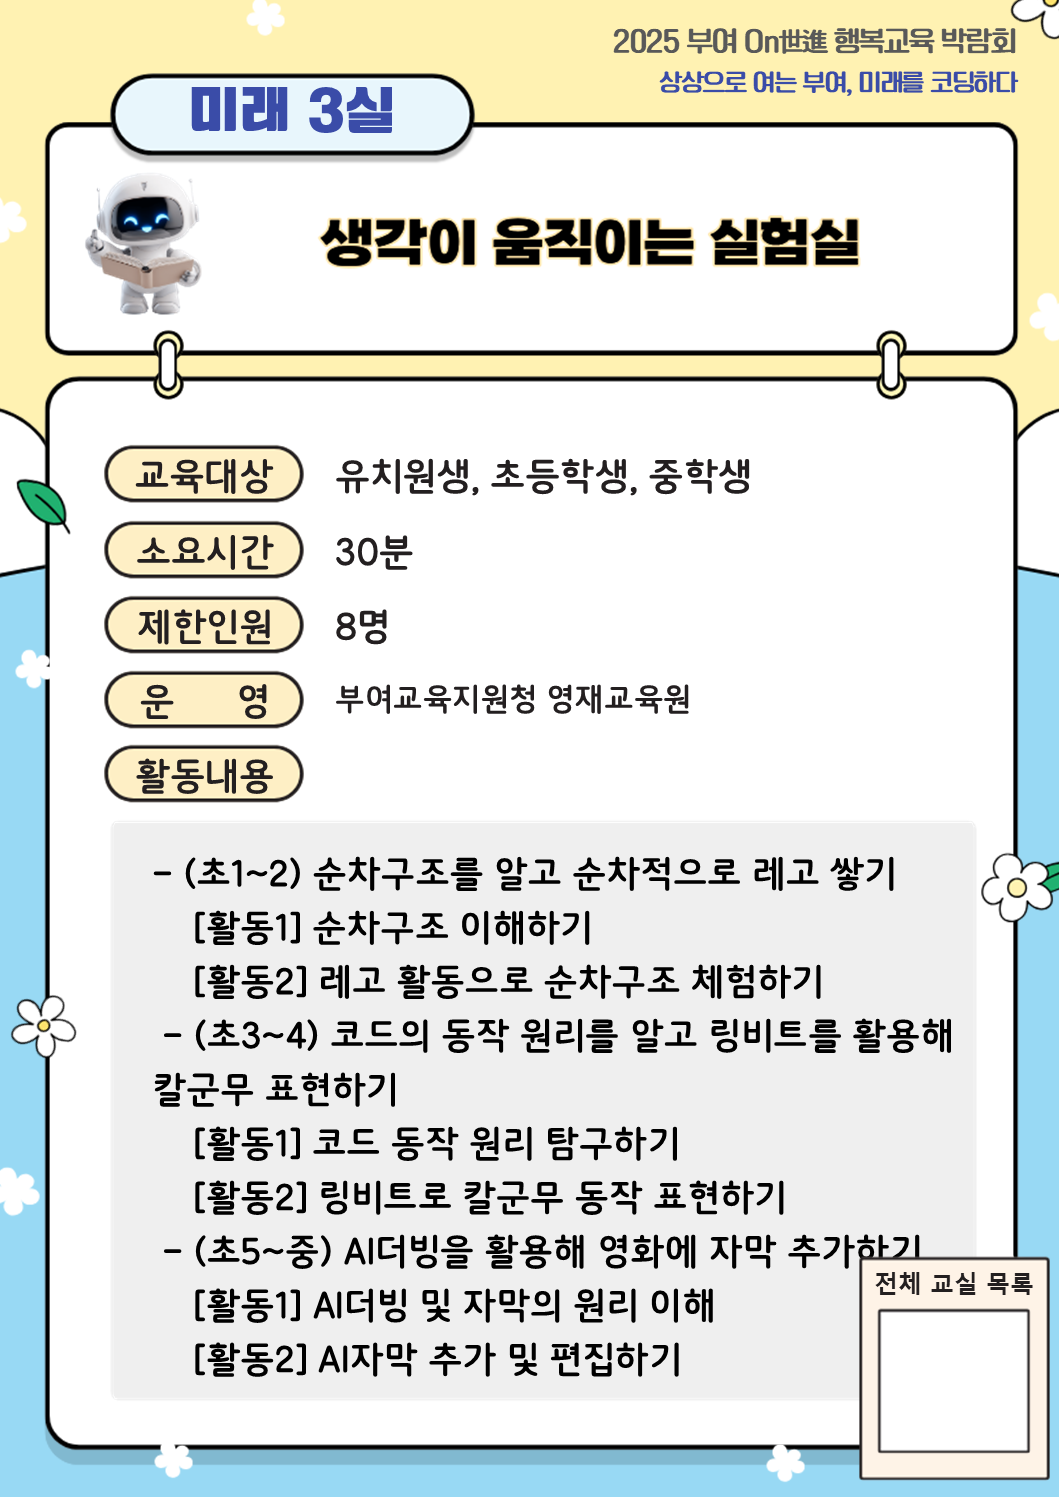 2025 부여 On世進 행복교육 박람회
상상으로 여는 부여, 미래를 코딩하다
미래 3실
생각이 움직이는 실험실
교육대상 유치원생, 초등학생, 중학생
소요시간 30분
제한인원 8명
운 영 부여교육지원청 영재교육원
활동내용
- (초1~2) 순차구조를 알고 순차적으로 레고 쌓기
[활동1] 순차구조 이해하기
[활동2] 레고 활동으로 순차구조 체험하기
- (초3~4) 코드의 동작 원리를 알고 링비트를 활용해
칼군무 표현하기
[활동1] 코드 동작 원리 탐구하기
[활동2] 링비트로 칼군무 동작 표현하기
- (초5~중) AI더빙을 활용해 영화에 자막 추가하기
[활동1] AI더빙 및 자막의 원리 이해
[활동2] AI자막 추가 및 편집하기
전체 교실 목록